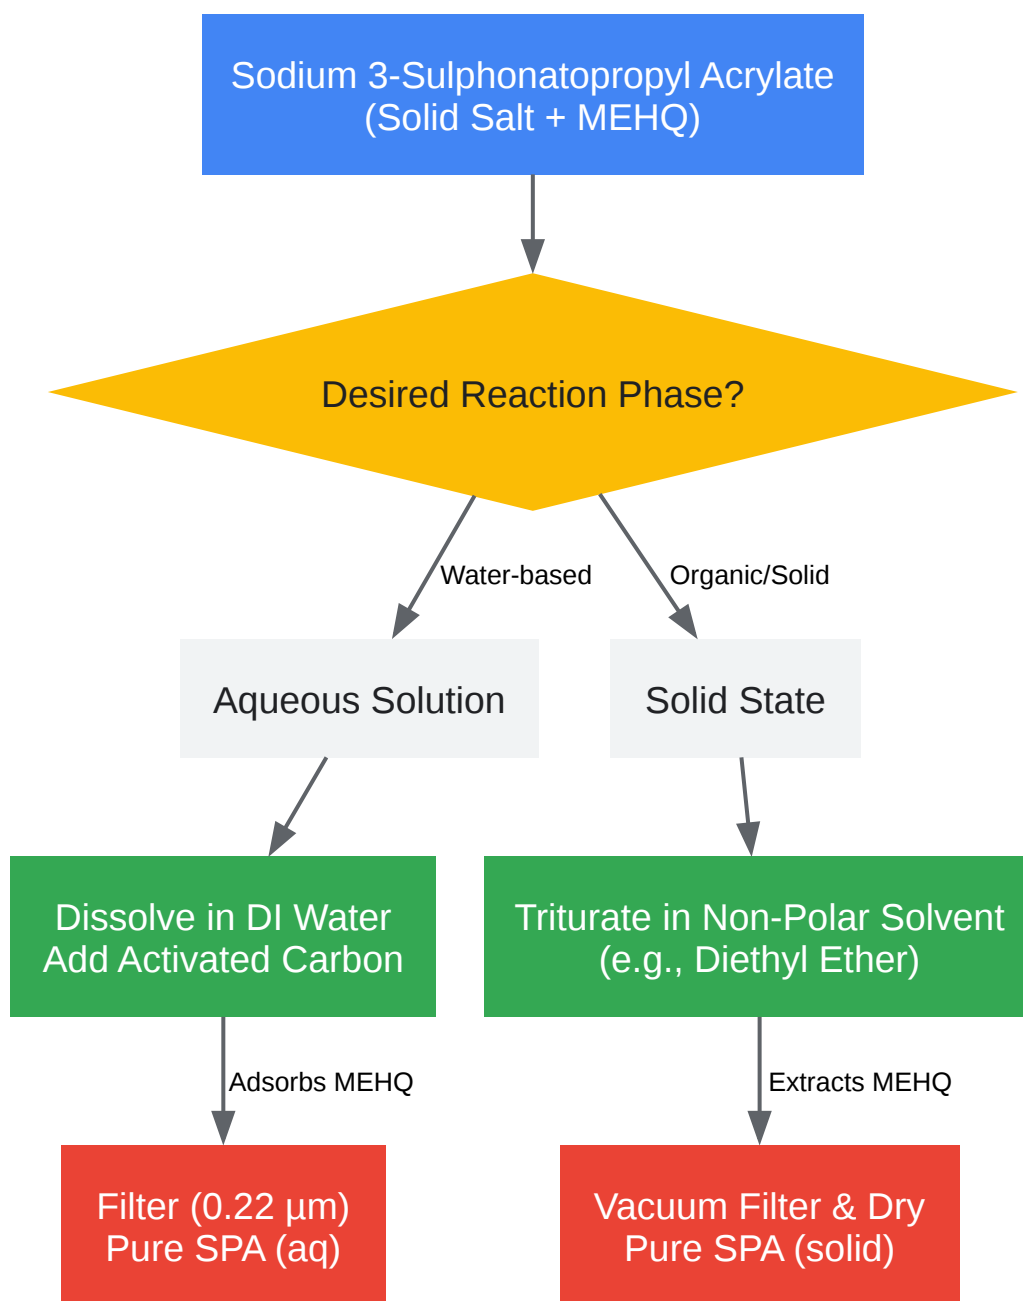 Sodium 3-Sulphonatopropyl Acrylate
(Solid Salt + MEHQ)
Desired Reaction Phase?
Water-based
Organic/Solid
Aqueous Solution
Solid State
Dissolve in DI Water
Add Activated Carbon
Triturate in Non-Polar Solvent
(e.g., Diethyl Ether)
Adsorbs MEHQ
Extracts MEHQ
Filter (0.22 µm)
Pure SPA (aq)
Vacuum Filter & Dry
Pure SPA (solid)